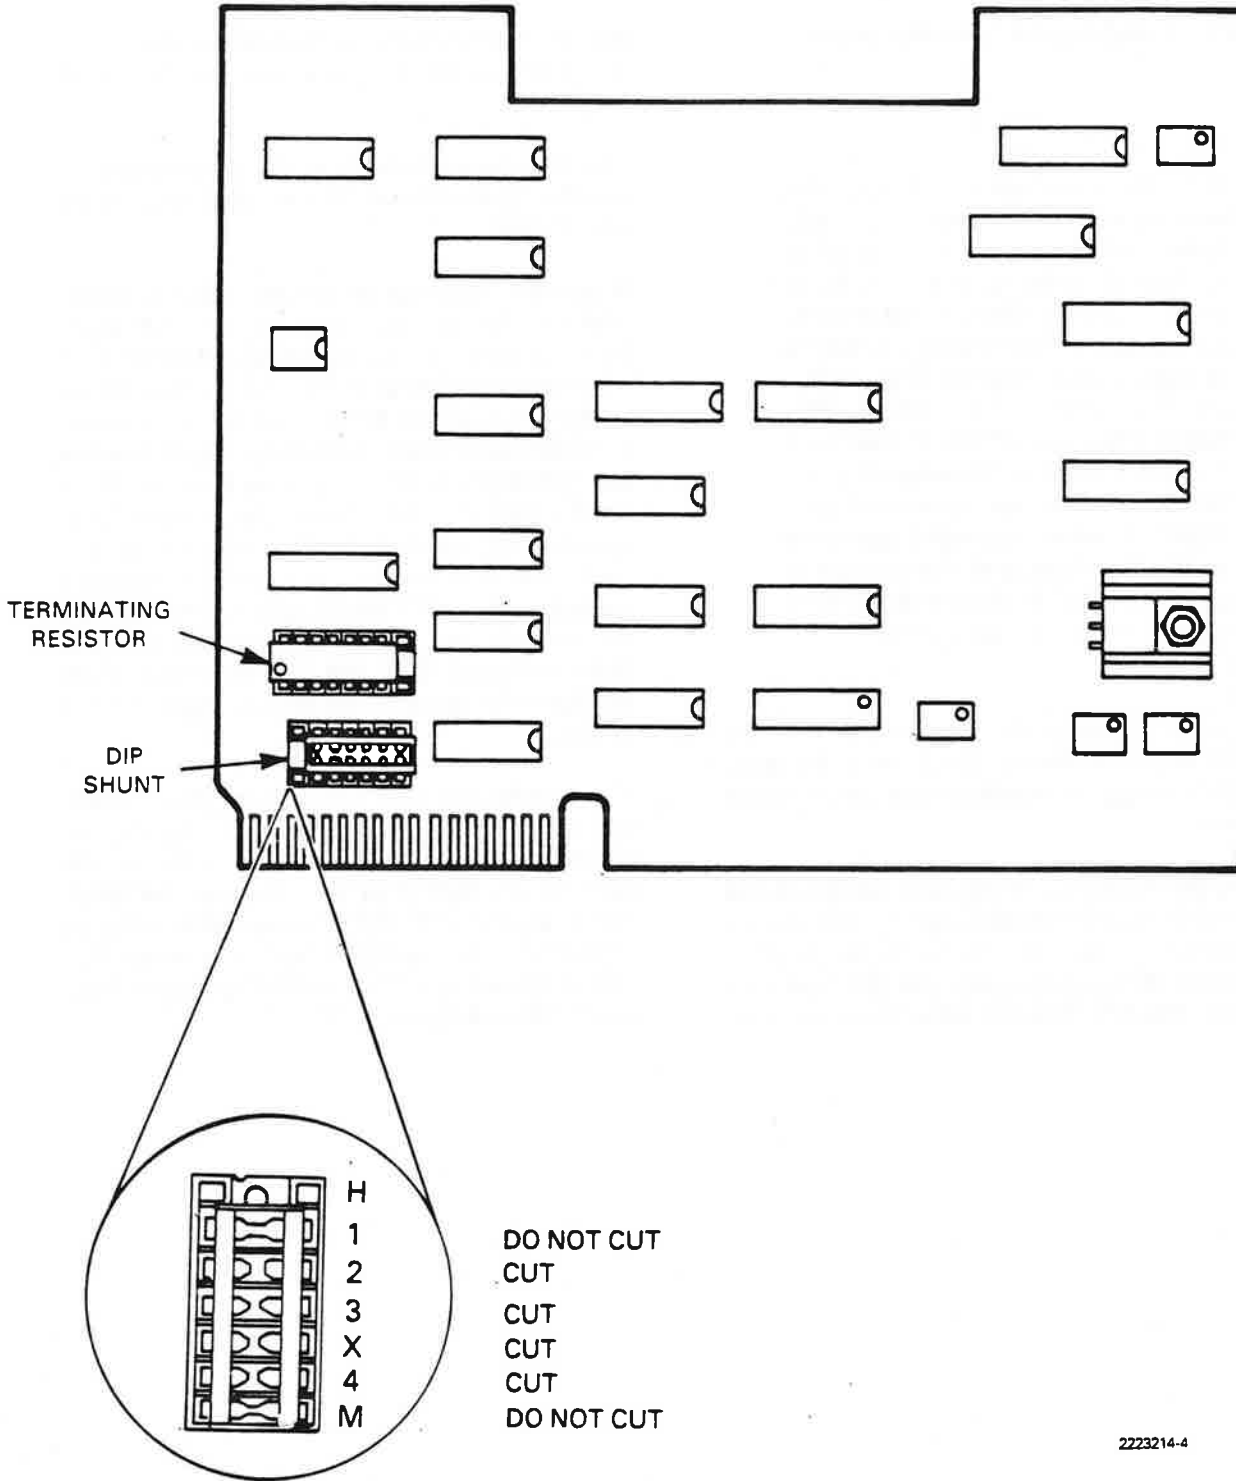 TERMINATING
RESISTOR
DIP
SHUNT
H
1 DO NOT CUT
2 CUT
3 CUT
X CUT
4 CUT
M DO NOT CUT
2223214-4